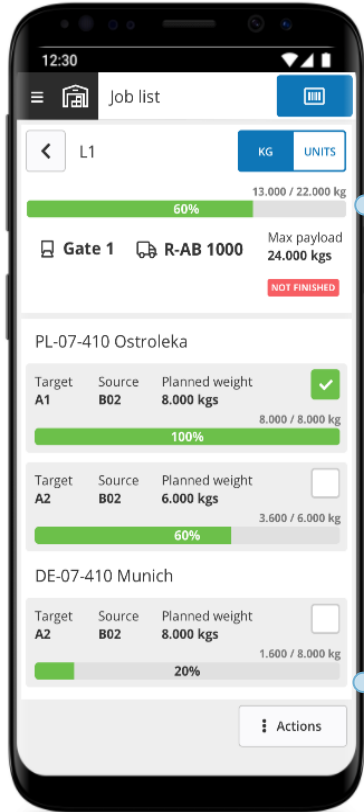 12:30
Job list
L1
KG
UNITS
13.000 / 22.000 kg
60%
Gate 1
R-AB 1000
Max payload
24.000 kgs
NOT FINISHED
PL-07-410 Ostroleka
Target Source Planned weight
A1 B02 8.000 kgs
8.000 / 8.000 kg
100%
Target Source Planned weight
A2 B02 6.000 kgs
3.600 / 6.000 kg
60%
DE-07-410 Munich
Target Source Planned weight
A2 B02 8.000 kgs
1.600 / 8.000 kg
20%
Actions